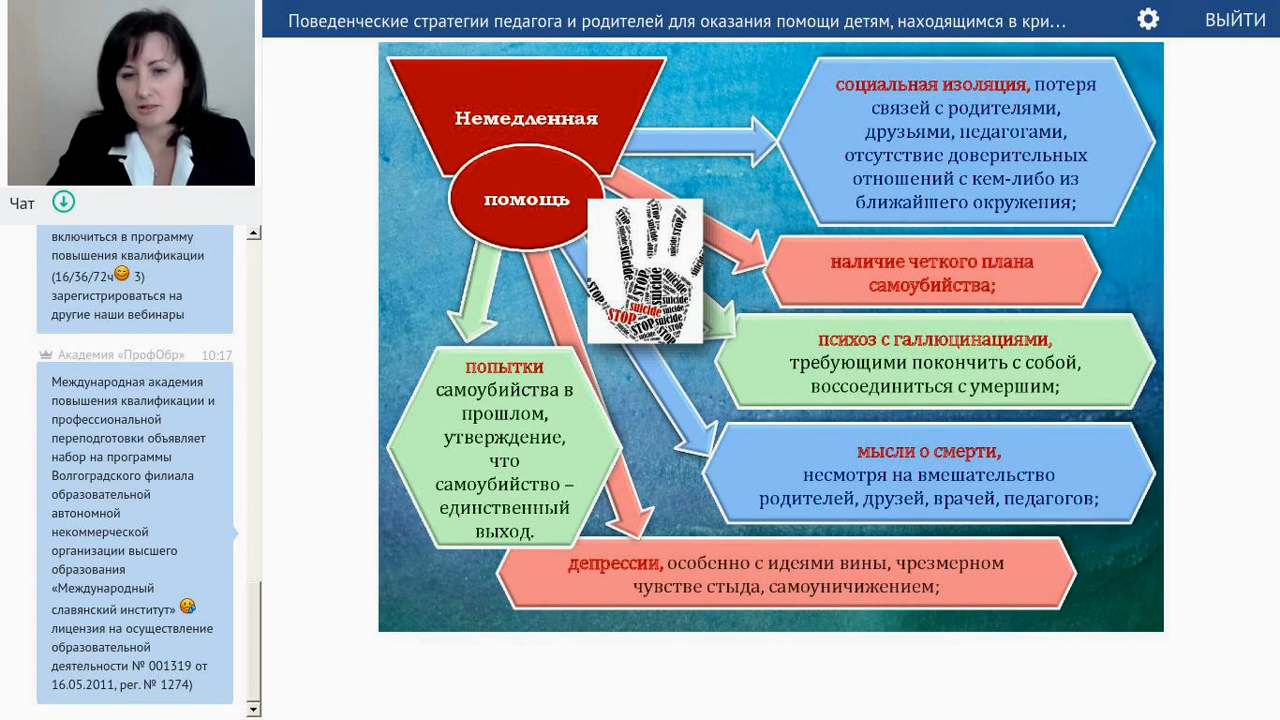 Поведенческие стратегии педагога и родителей для оказания помощи детям, находящимся в кри...
ВЫЙТИ
Чат
включиться в программу
повышения квалификации
(16/36/72ч 3)
зарегистрироваться на
другие наши вебинары
Академия «ПрофОбр» 10:17
Международная академия
повышения квалификации и
профессиональной
переподготовки объявляет
набор на программы
Волгоградского филиала
образовательной
автономной
некоммерческой
организации высшего
образования
«Международный
славянский институт»
лицензия на осуществление
образовательной
деятельности № 001319 от
16.05.2011, рег. № 1274)
Немедленная
помощь
социальная изоляция, потеря
связей с родителями,
друзьями, педагогами,
отсутствие доверительных
отношений с кем-либо из
ближайшего окружения;
наличие четкого плана
самоубийства;
психоз с галлюцинациями,
требующими покончить с собой,
воссоединиться с умершим;
мысли о смерти,
несмотря на вмешательство
родителей, друзей, врачей, педагогов;
депрессии, особенно с идеями вины, чрезмерном
чувстве стыда, самоуничижением;
попытки
самоубийства в
прошлом,
утверждение,
что
самоубийство –
единственный
выход.
STOP
suicide
STOP
suicide